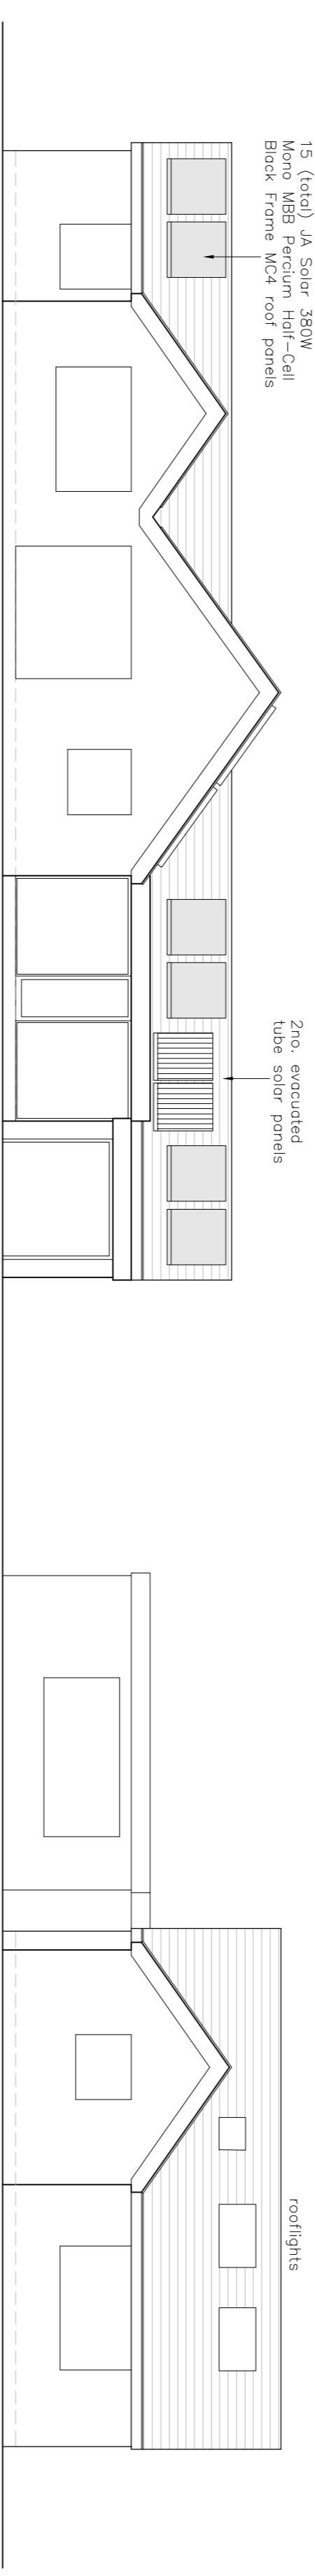 15 (total) JA Solar 380W
Mono MBB Percium Half-Cell
Black Frame MC4 roof panels
2no. evacuated
tube solar panels
rooflights